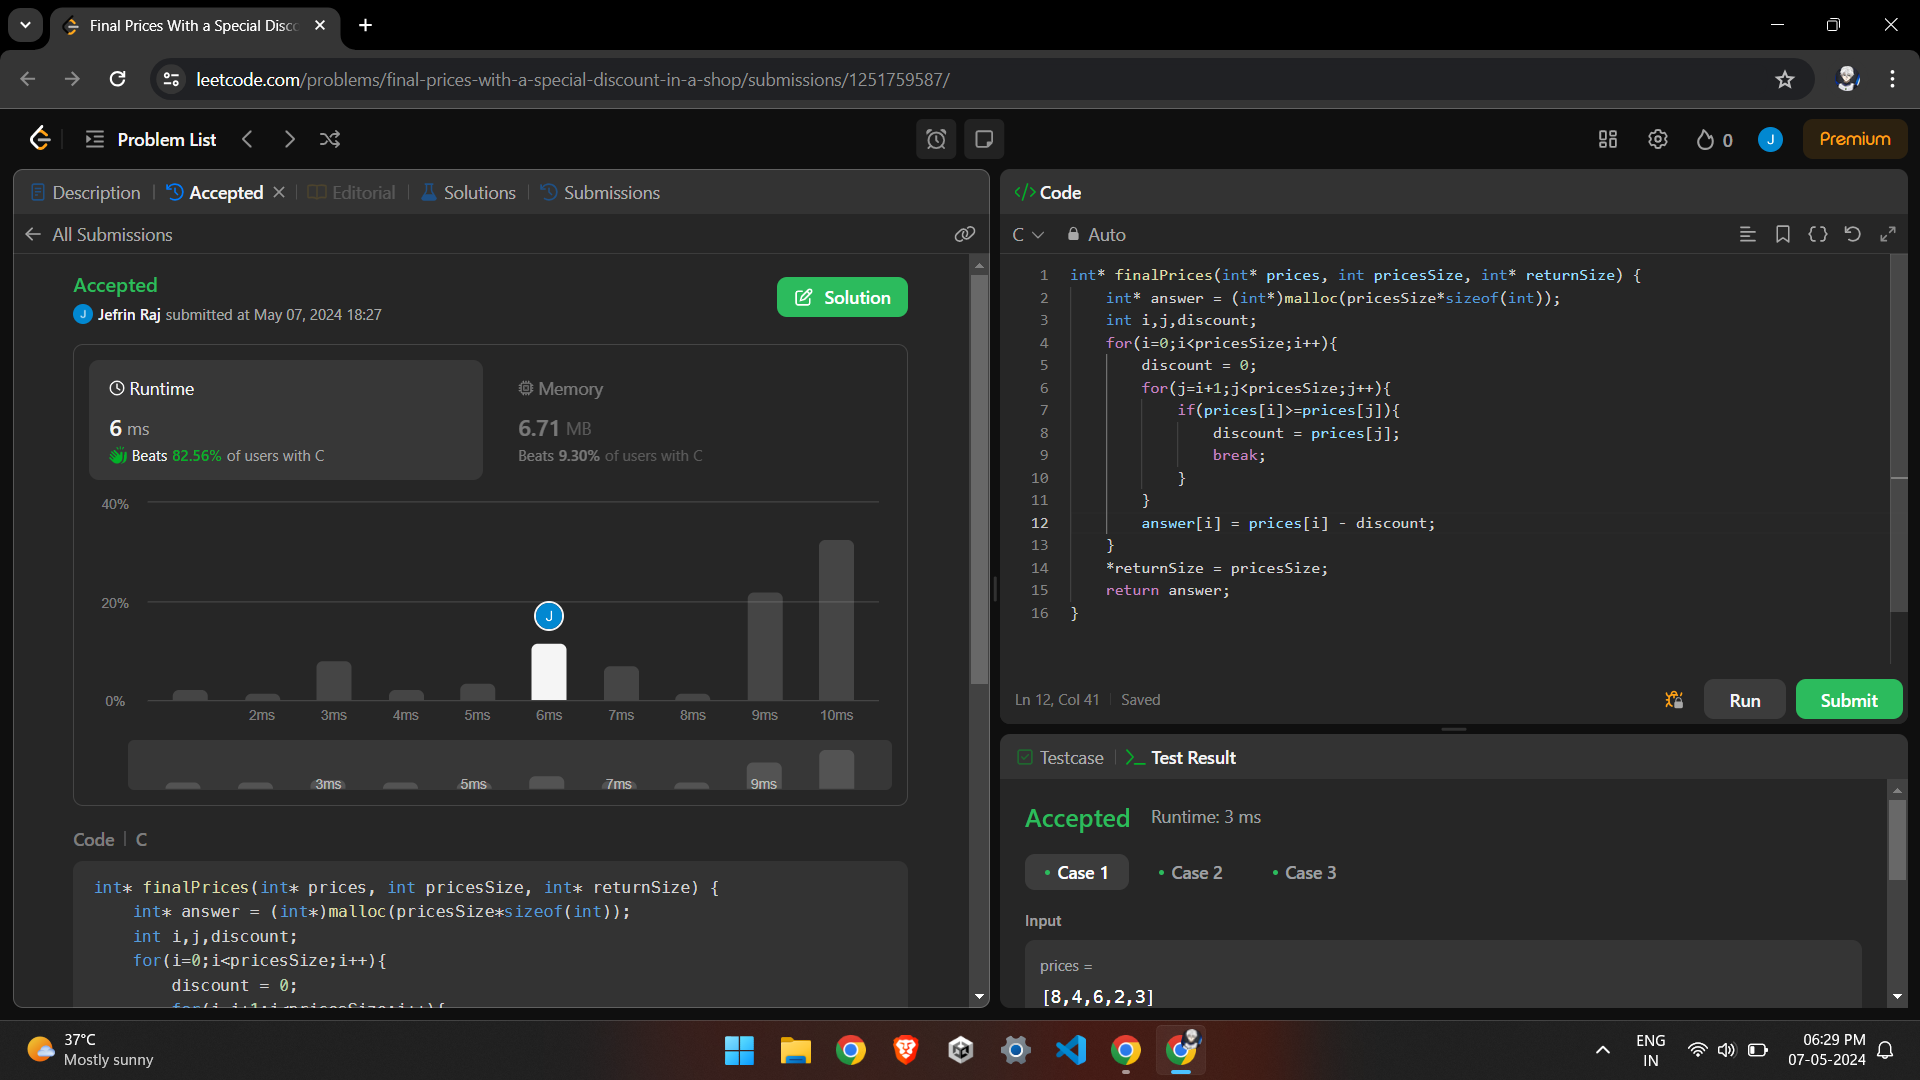 Final Prices With a Special Disco
leetcode.com/problems/final-prices-with-a-special-discount-in-a-shop/submissions/1251759587/
Problem List
0
J
Premium
Description
Accepted
Editorial
Solutions
Submissions
All Submissions
Accepted
J Jefrin Raj submitted at May 07, 2024 18:27
Solution
Runtime
6 ms
Beats 82.56% of users with C
Memory
6.71 MB
Beats 9.30% of users with C
40%
20%
0%
J
2ms 3ms 4ms 5ms 6ms 7ms 8ms 9ms 10ms
3ms 5ms 7ms 9ms
Code | C
int* finalPrices(int* prices, int pricesSize, int* returnSize) {
int* answer = (int*)malloc(pricesSize*sizeof(int));
int i,j,discount;
for(i=0;i<pricesSize;i++){
discount = 0;
for(j=i+1;j<pricesSize;j++){
</> Code
C
Auto
1 int* finalPrices(int* prices, int pricesSize, int* returnSize) {
2 int* answer = (int*)malloc(pricesSize*sizeof(int));
3 int i,j,discount;
4 for(i=0;i<pricesSize;i++){
5 discount = 0;
6 for(j=i+1;j<pricesSize;j++){
7 if(prices[i]>=prices[j]){
8 discount = prices[j];
9 break;
10 }
11 }
12 answer[i] = prices[i] - discount;
13 }
14 *returnSize = pricesSize;
15 return answer;
16 }
Ln 12, Col 41 | Saved
Run
Submit
Testcase
Test Result
Accepted Runtime: 3 ms
• Case 1
• Case 2
• Case 3
Input
prices =
[8,4,6,2,3]
37°C
Mostly sunny
ENG
IN
06:29 PM
07-05-2024